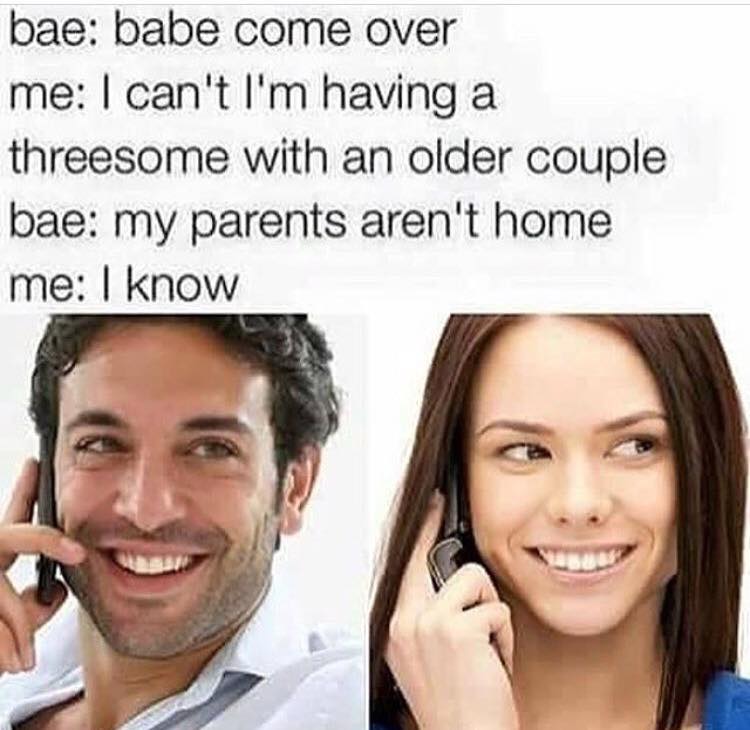 bae: babe come over
me: I can't I'm having a
threesome with an older couple
bae: my parents aren't home
me: I know